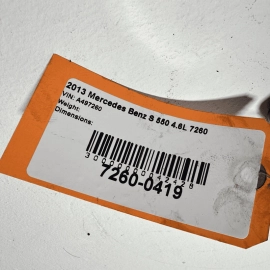 2013 Mercedes Benz S 550 4.6L 7260
VIN: A497260
Weight:
Dimensions:
7260-0419